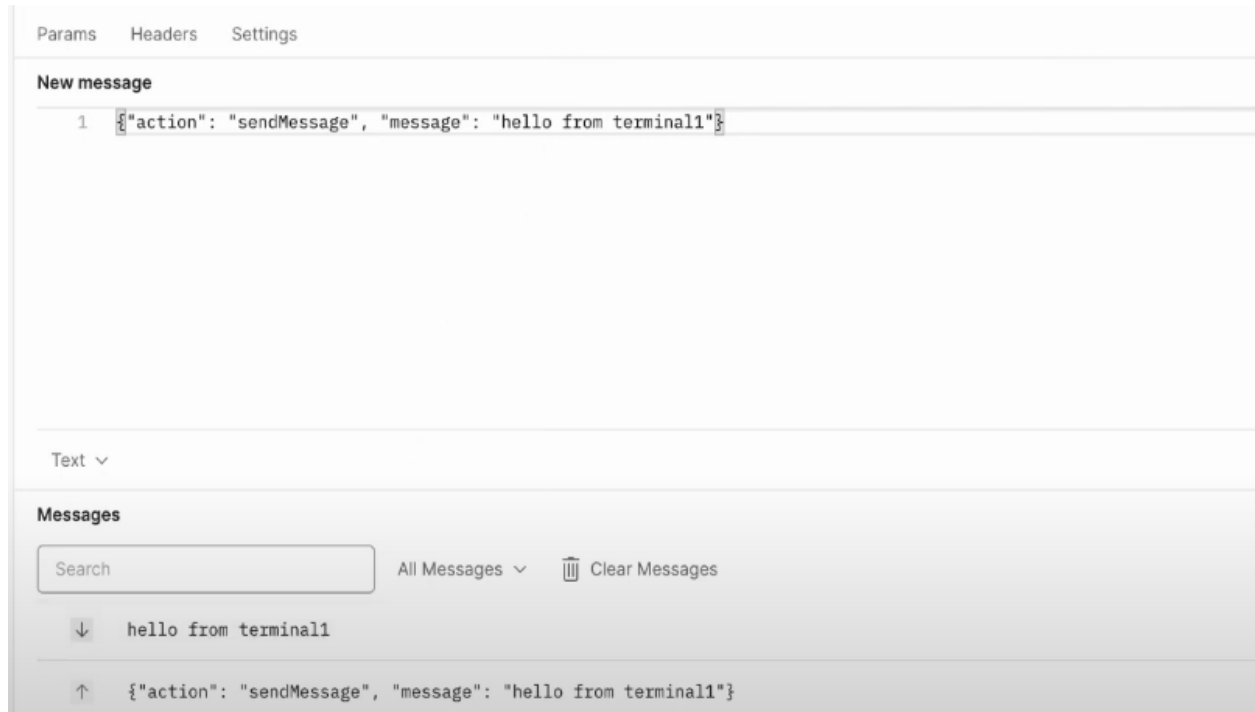 Params Headers Settings
New message
1 {"action": "sendMessage", "message": "hello from terminal1"}
Text
Messages
Search All Messages Clear Messages
hello from terminal1
{"action": "sendMessage", "message": "hello from terminal1"}